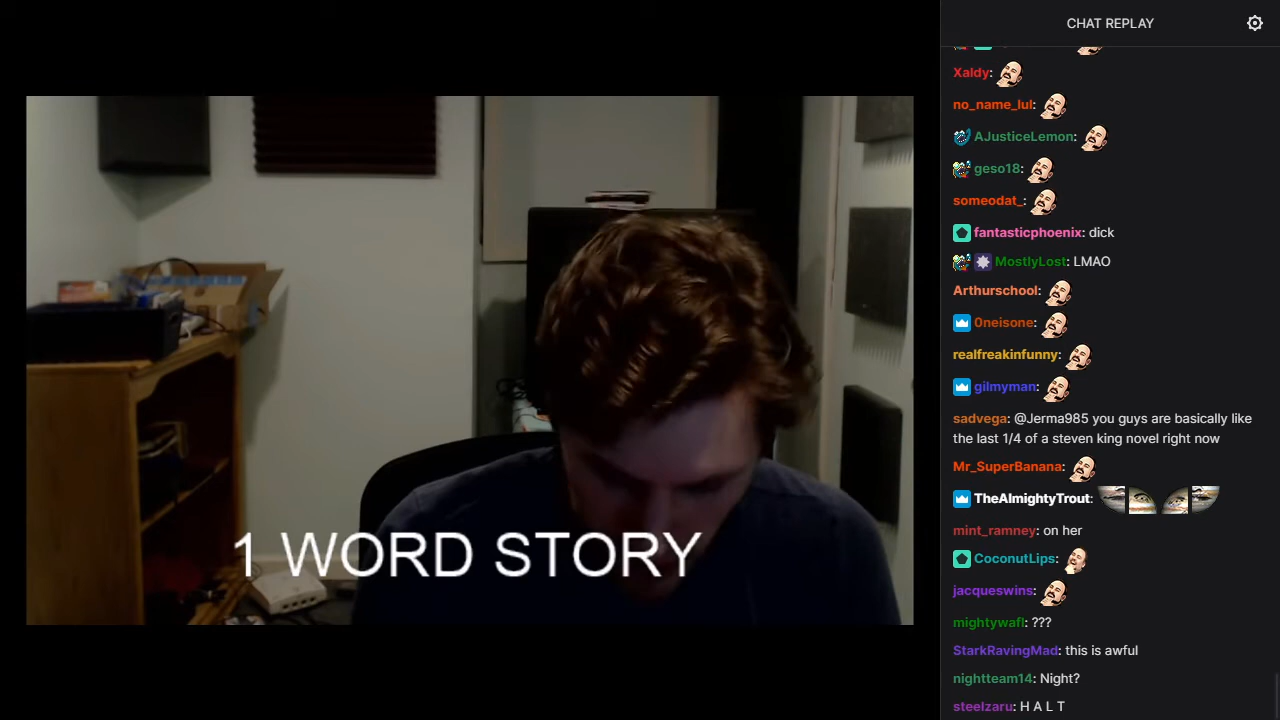 CHAT REPLAY
Xaldy:
no_name_lul:
AJusticeLemon:
geso18:
someodat_:
fantasticphoenix: dick
MostlyLost: LMAO
Arthurschool:
0neisone:
realfreakinfunny:
gilmyman:
sadvega: @Jerma985 you guys are basically like
the last 1/4 of a steven king novel right now
Mr_SuperBanana:
TheAlmightyTrout:
mint_ramney: on her
CoconutLips:
jacqueswins:
mightywafl: ???
StarkRavingMad: this is awful
nightteam14: Night?
steelzaru: H A L T
1 WORD STORY